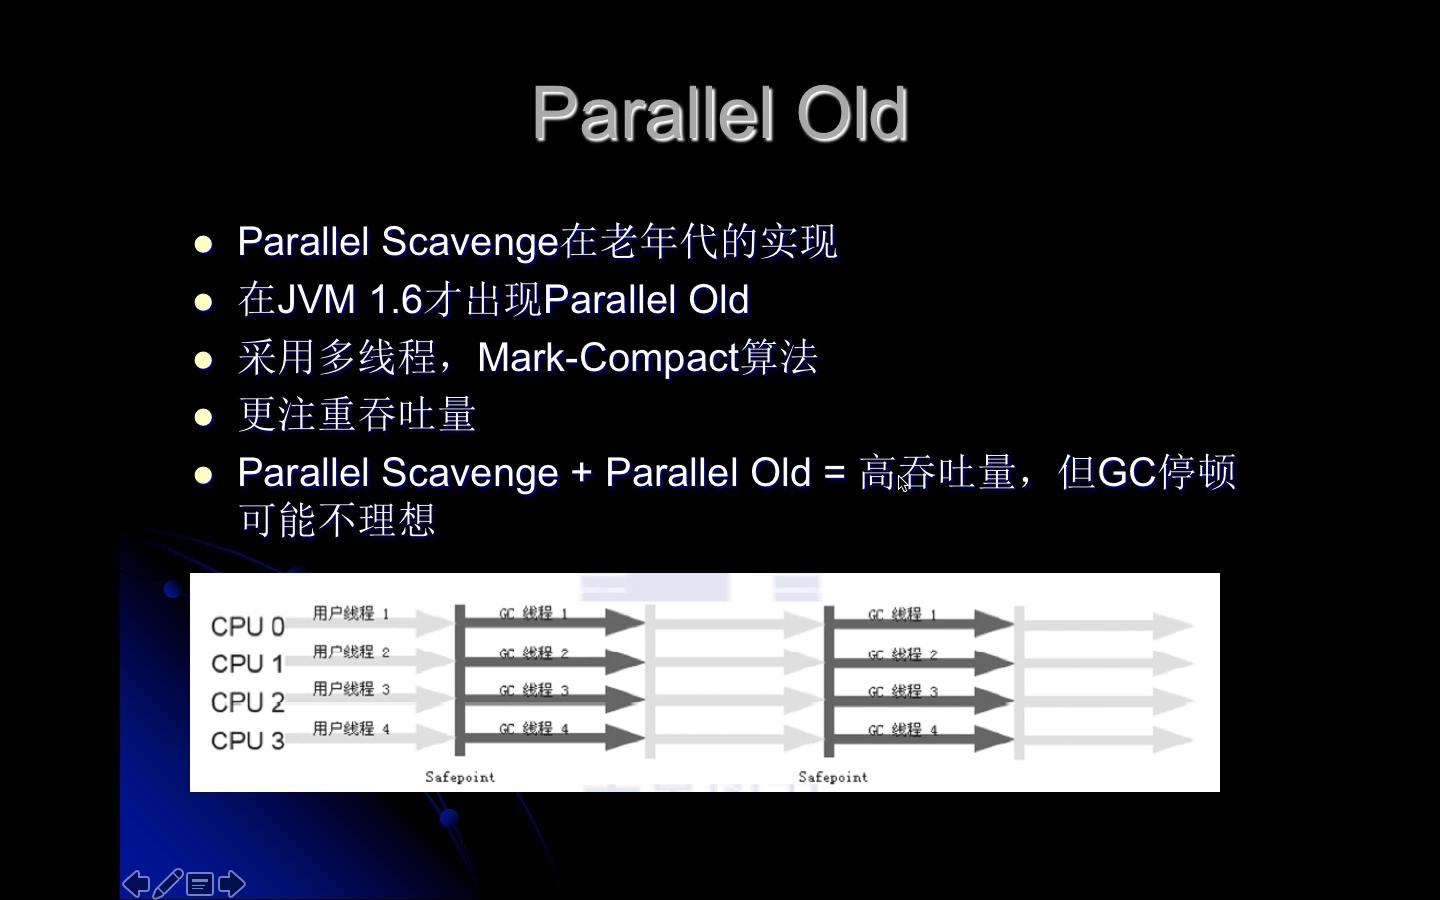 Parallel Old
Parallel Scavenge在老年代的实现
在JVM 1.6才出现Parallel Old
采用多线程，Mark-Compact算法
更注重吞吐量
Parallel Scavenge + Parallel Old = 高吞吐量，但GC停顿
可能不理想
CPU 0 用户线程 1 GC 线程 1 GC 线程 1
CPU 1 用户线程 2 GC 线程 2 GC 线程 2
CPU 2 用户线程 3 GC 线程 3 GC 线程 3
CPU 3 用户线程 4 GC 线程 4 GC 线程 4
Safepoint Safepoint